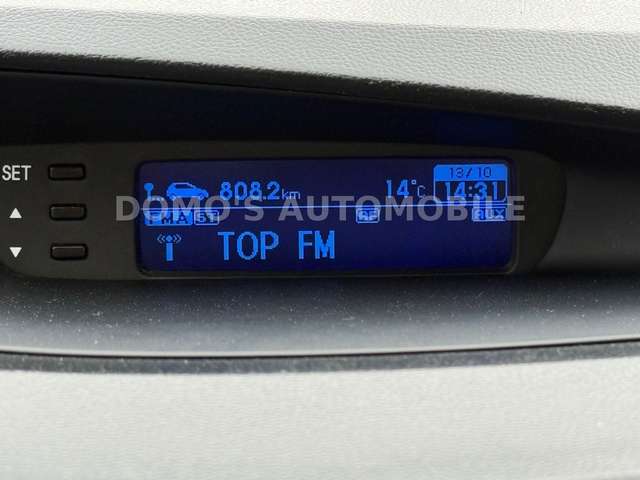 SET
808.2km 14°C 13/10
14:31
DOMO'S AUTOMOBILE
FMA ST AF AUX
TOP FM